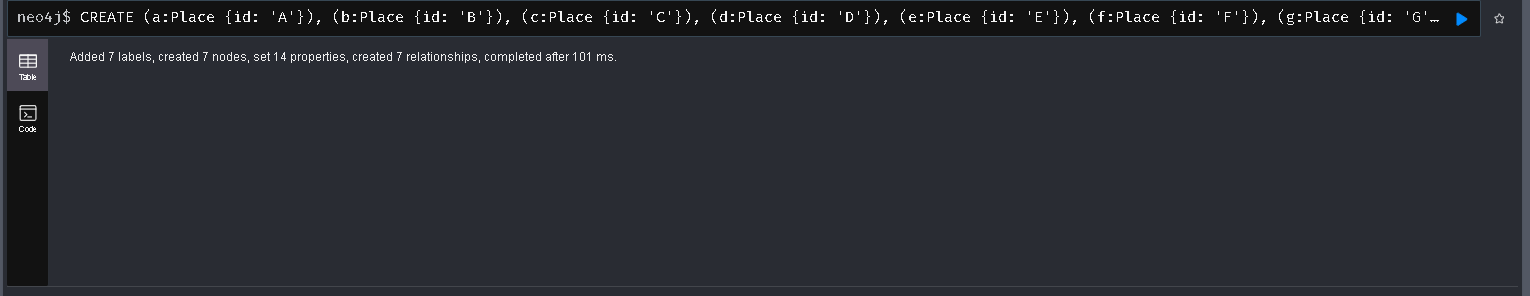 neo4j$ CREATE (a:Place {id: 'A'}), (b:Place {id: 'B'}), (c:Place {id: 'C'}), (d:Place {id: 'D'}), (e:Place {id: 'E'}), (f:Place {id: 'F'}), (g:Place {id: 'G'…
Added 7 labels, created 7 nodes, set 14 properties, created 7 relationships, completed after 101 ms.
Table
Code